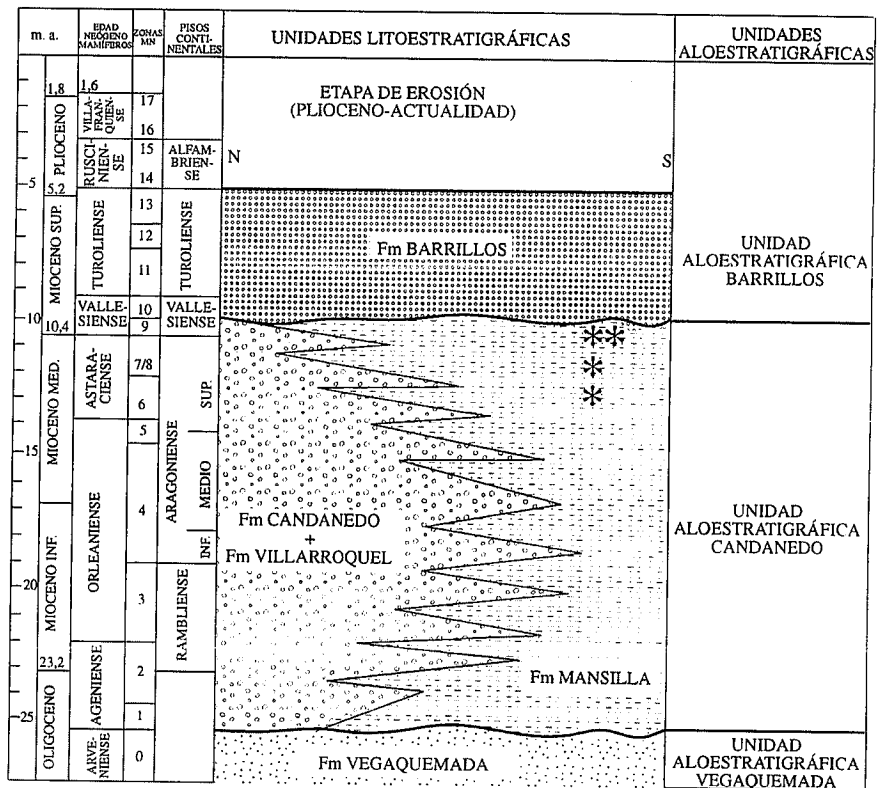 m. a.
EDAD
NEÓGENO
MAMÍFEROS
ZONAS
MN
PISOS
CONTI-
NENTALES
UNIDADES LITOESTRATIGRÁFICAS
UNIDADES
ALOESTRATIGRÁFICAS
1,8
1,6
PLIOCENO
VILLA-
FRAN-
QUIEN-
SE
17
16
RUSCI-
NIEN-
SE
15
14
ALFAM-
BRIEN-
SE
ETAPA DE EROSIÓN
(PLIOCENO-ACTUALIDAD)
N
S
5
5,2
MIOCENO SUP.
TUROLIENSE
13
12
11
TUROLIENSE
Fm BARRILLOS
UNIDAD
ALOESTRATIGRÁFICA
BARRILLOS
VALLE-
SIENSE
10
9
VALLE-
SIENSE
10
10,4
MIOCENO MED.
ASTARA-
CIENSE
7/8
6
5
ARAGONIENSE
SUP.
MEDIO
INF.
**
*
*
15
MIOCENO INF.
ORLEANIENSE
4
3
Fm CANDANEDO
+
Fm VILLARROQUEL
UNIDAD
ALOESTRATIGRÁFICA
CANDANEDO
20
RAMBLIENSE
23,2
OLIGOCENO
AGENIENSE
2
1
Fm MANSILLA
25
ARVE-
NIENSE
0
Fm VEGAQUEMADA
UNIDAD
ALOESTRATIGRÁFICA
VEGAQUEMADA